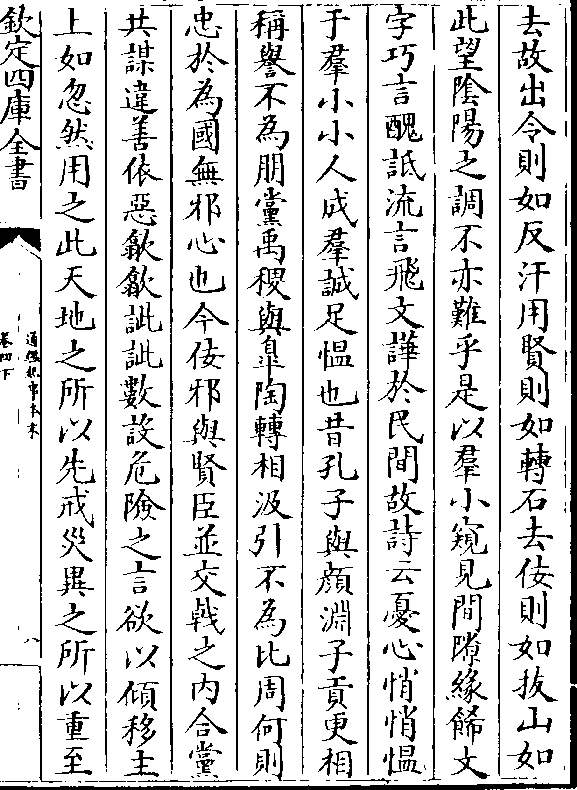 去故出令則如反汗用賢則如轉石去佞則如拔山如
此望隂陽之調不亦難乎是以羣小窺見間隙緣餙文
字巧言醜詆流言飛文譁於民間故詩云憂心悄悄愠
于羣小小人成羣誠足愠也昔孔子與顔淵子貢更相
稱譽不為朋黨禹稷與臯陶轉相汲引不為比周何則
忠於為國無邪心也今佞邪與賢臣並交戟之内合黨
共謀違善依惡歙歙訿訿數設危險之言欲以傾移主
上如忽然用之此天地之所以先戒災異之所以重至
欽定四庫全書
通鑑紀事本末
卷四下
八